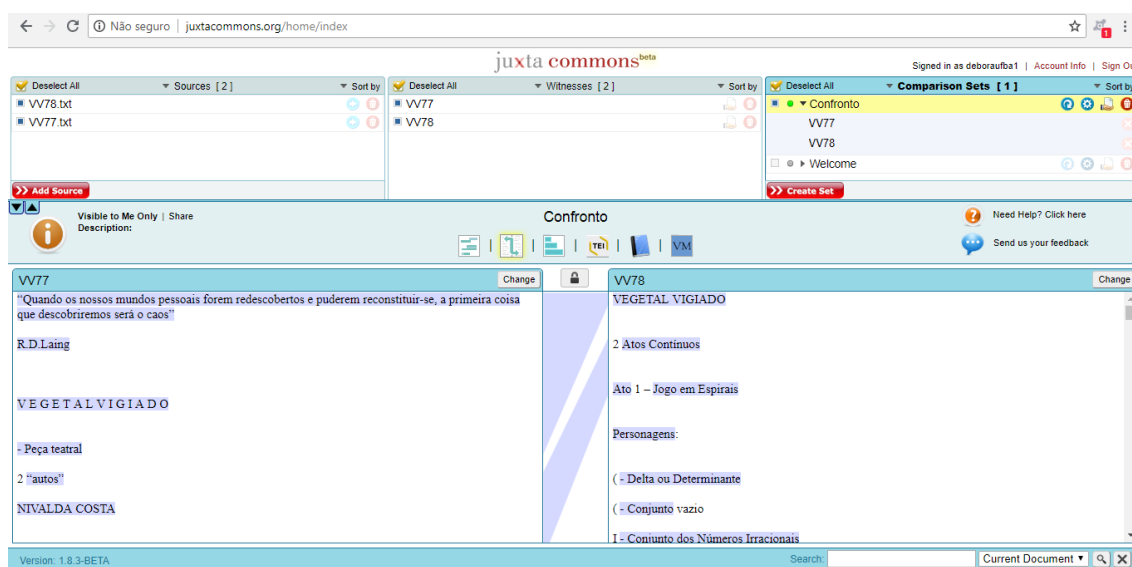 Não seguro | juxtacommons.org/home/index
1
juxta commons beta
Signed in as deboraufba1 | Account Info | Sign Ou
Deselect All Sources [ 2 ] Sort by
VV78.txt
VV77.txt
Add Source
Deselect All Witnesses [ 2 ] Sort by
VV77
VV78
Deselect All Comparison Sets [ 1 ] Sort by
Confronto
VV77
VV78
Welcome
Create Set
Visible to Me Only | Share
Description:
Confronto
TEI
VM
Need Help? Click here
Send us your feedback
VV77 Change
“Quando os nossos mundos pessoais forem redescobertos e puderem reconstituir-se, a primeira coisa
que descobriremos será o caos”
R.D.Laing
V E G E T A L V I G I A D O
- Peça teatral
2 “autos”
NIVALDA COSTA
VV78 Change
VEGETAL VIGIADO
2 Atos Contínuos
Ato 1 – Jogo em Espirais
Personagens:
( - Delta ou Determinante
( - Conjunto vazio
I - Conjunto dos Números Irracionais
Version: 1.8.3-BETA
Search: Current Document